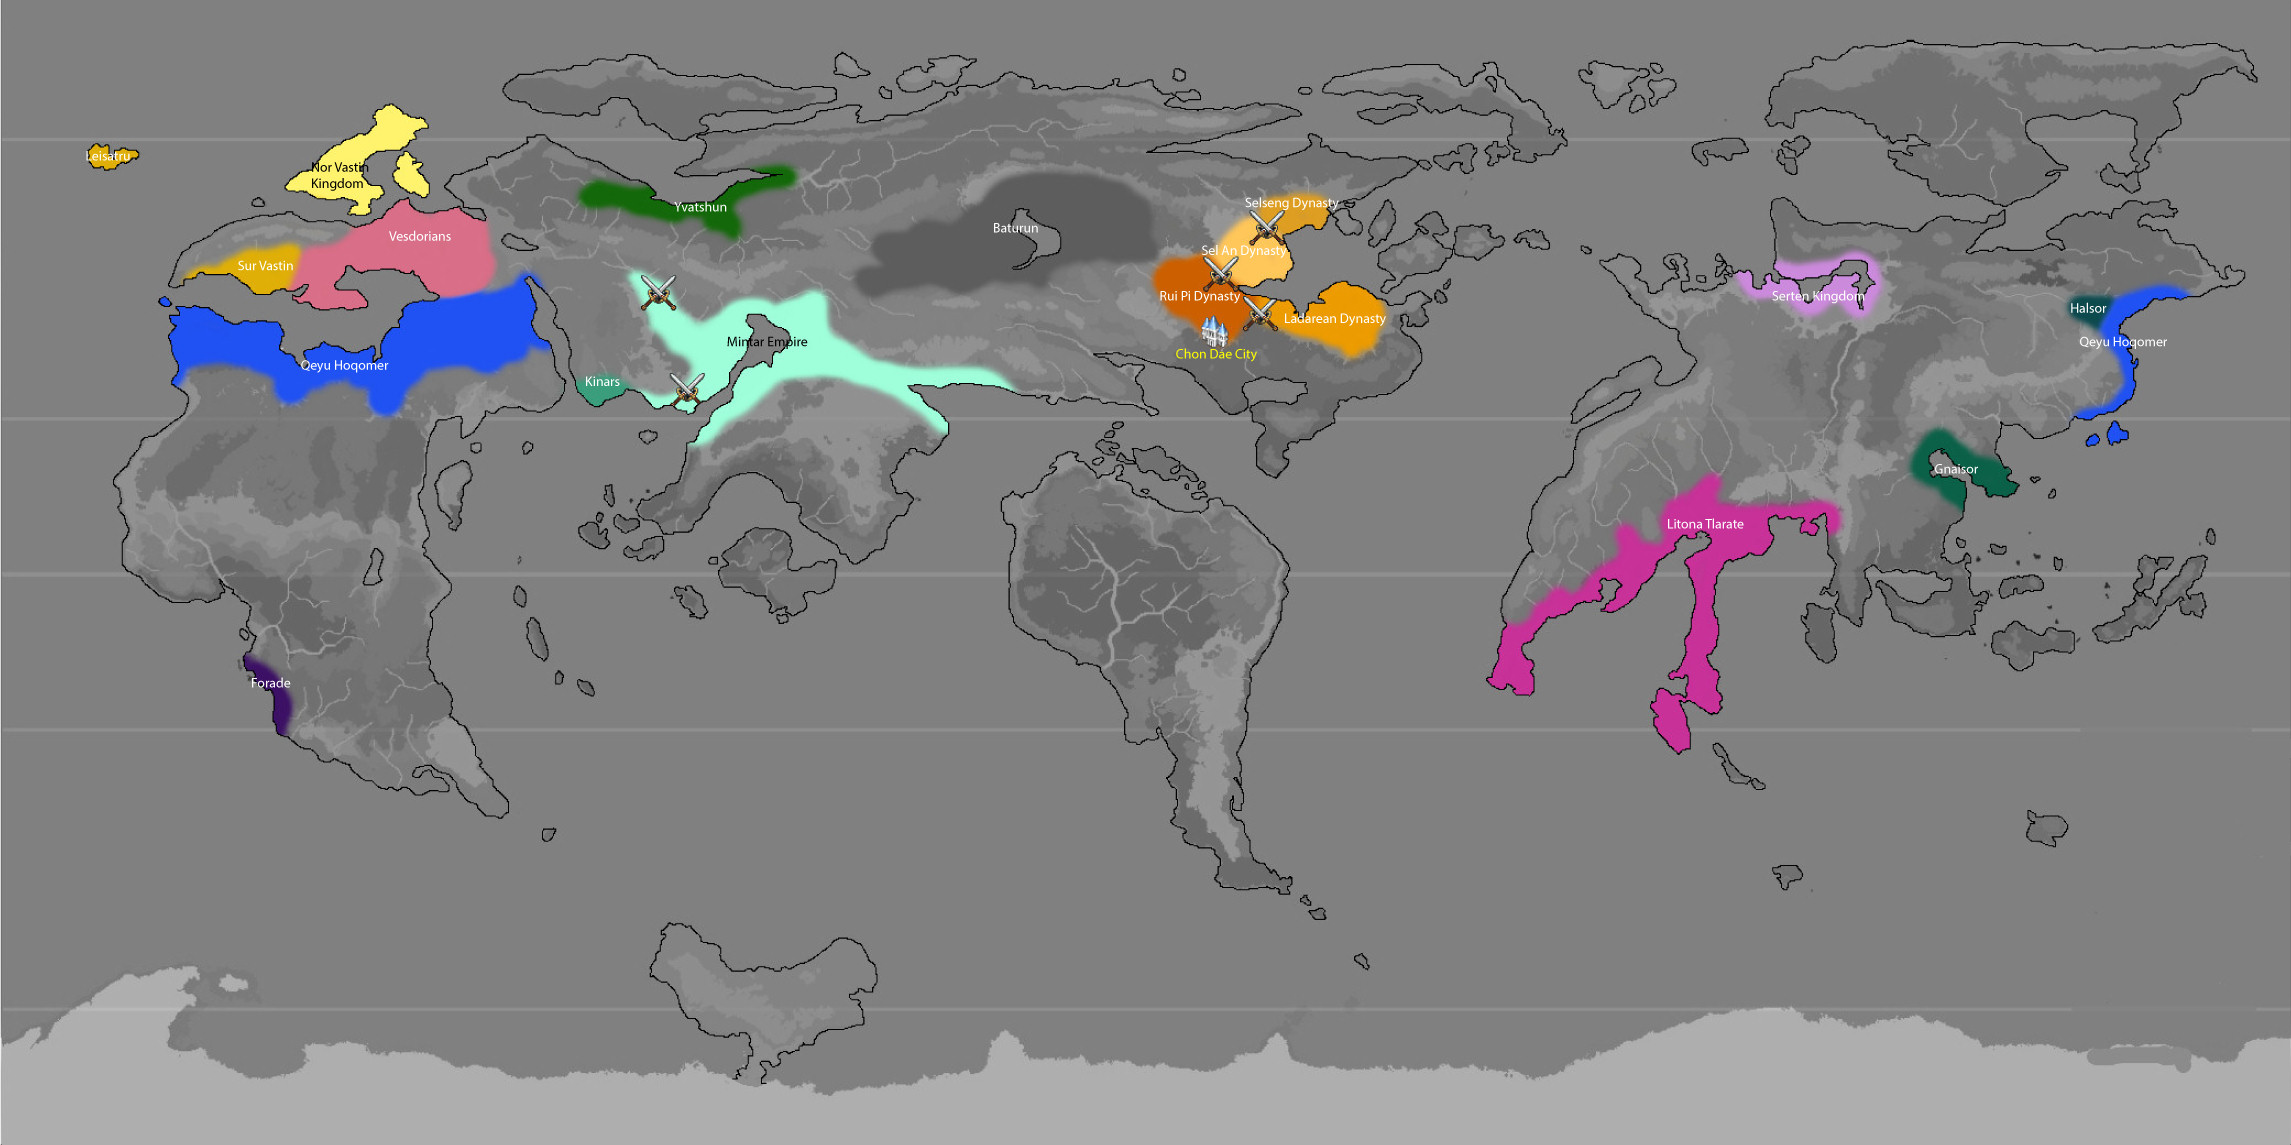 Leisatru
Nor Vastin
Kingdom
Vesdorians
Sur Vastin
Qeyu Hoqomer
Yvatshun
Baturun
Selseng Dynasty
Sel An Dynasty
Rui Pi Dynasty
Ladarean Dynasty
Chon Dae City
Mintar Empire
Kinars
Serten Kingdom
Halsor
Qeyu Hoqomer
Gnaisor
Litona Tlarate
Forade